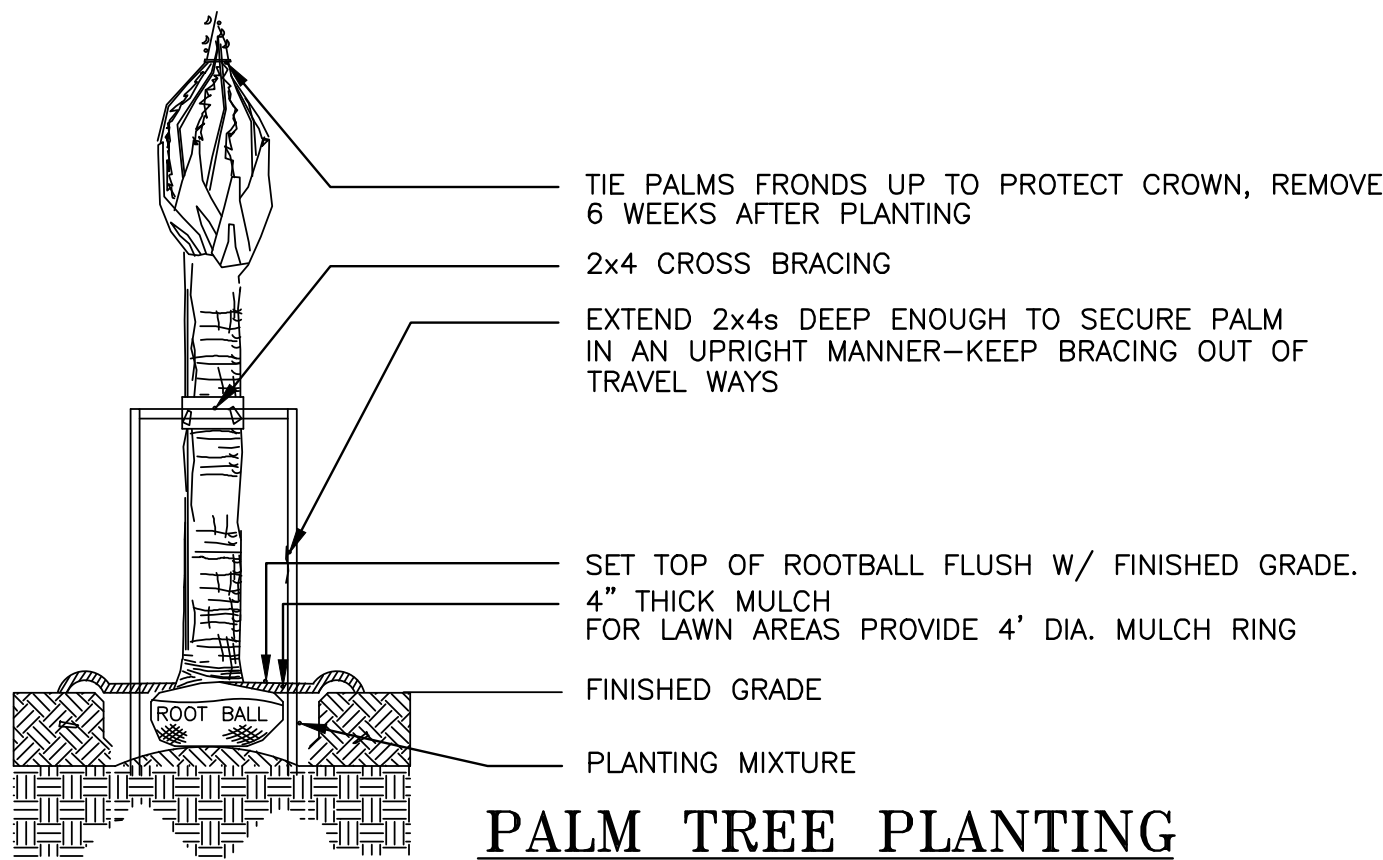 TIE PALMS FRONDS UP TO PROTECT CROWN, REMOVE
6 WEEKS AFTER PLANTING
2x4 CROSS BRACING
EXTEND 2x4s DEEP ENOUGH TO SECURE PALM
IN AN UPRIGHT MANNER–KEEP BRACING OUT OF
TRAVEL WAYS
SET TOP OF ROOTBALL FLUSH W/ FINISHED GRADE.
4” THICK MULCH
FOR LAWN AREAS PROVIDE 4’ DIA. MULCH RING
FINISHED GRADE
ROOT BALL
PLANTING MIXTURE
PALM TREE PLANTING